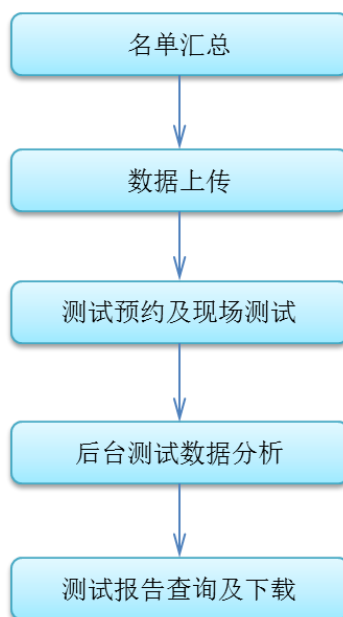 名单汇总
数据上传
测试预约及现场测试
后台测试数据分析
测试报告查询及下载